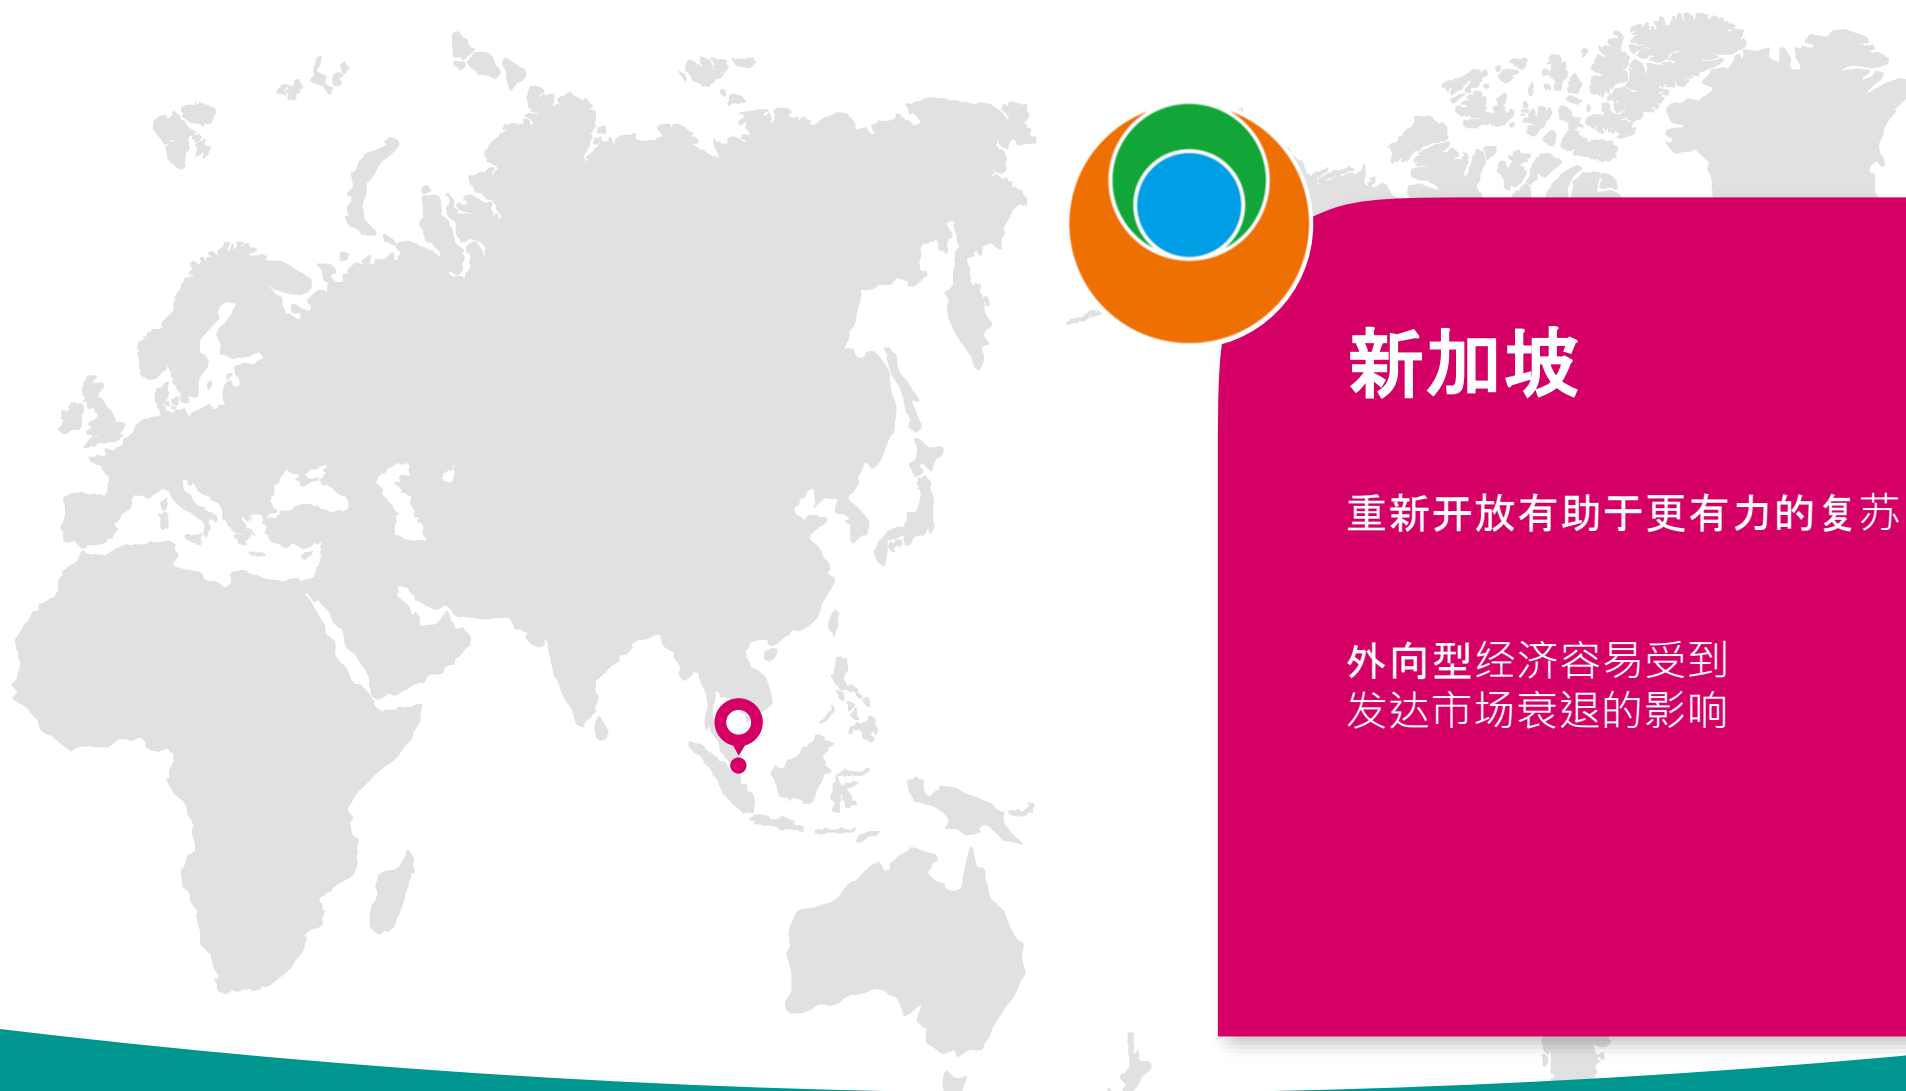 新加坡
重新开放有助于更有力的复苏
外向型经济容易受到
发达市场衰退的影响